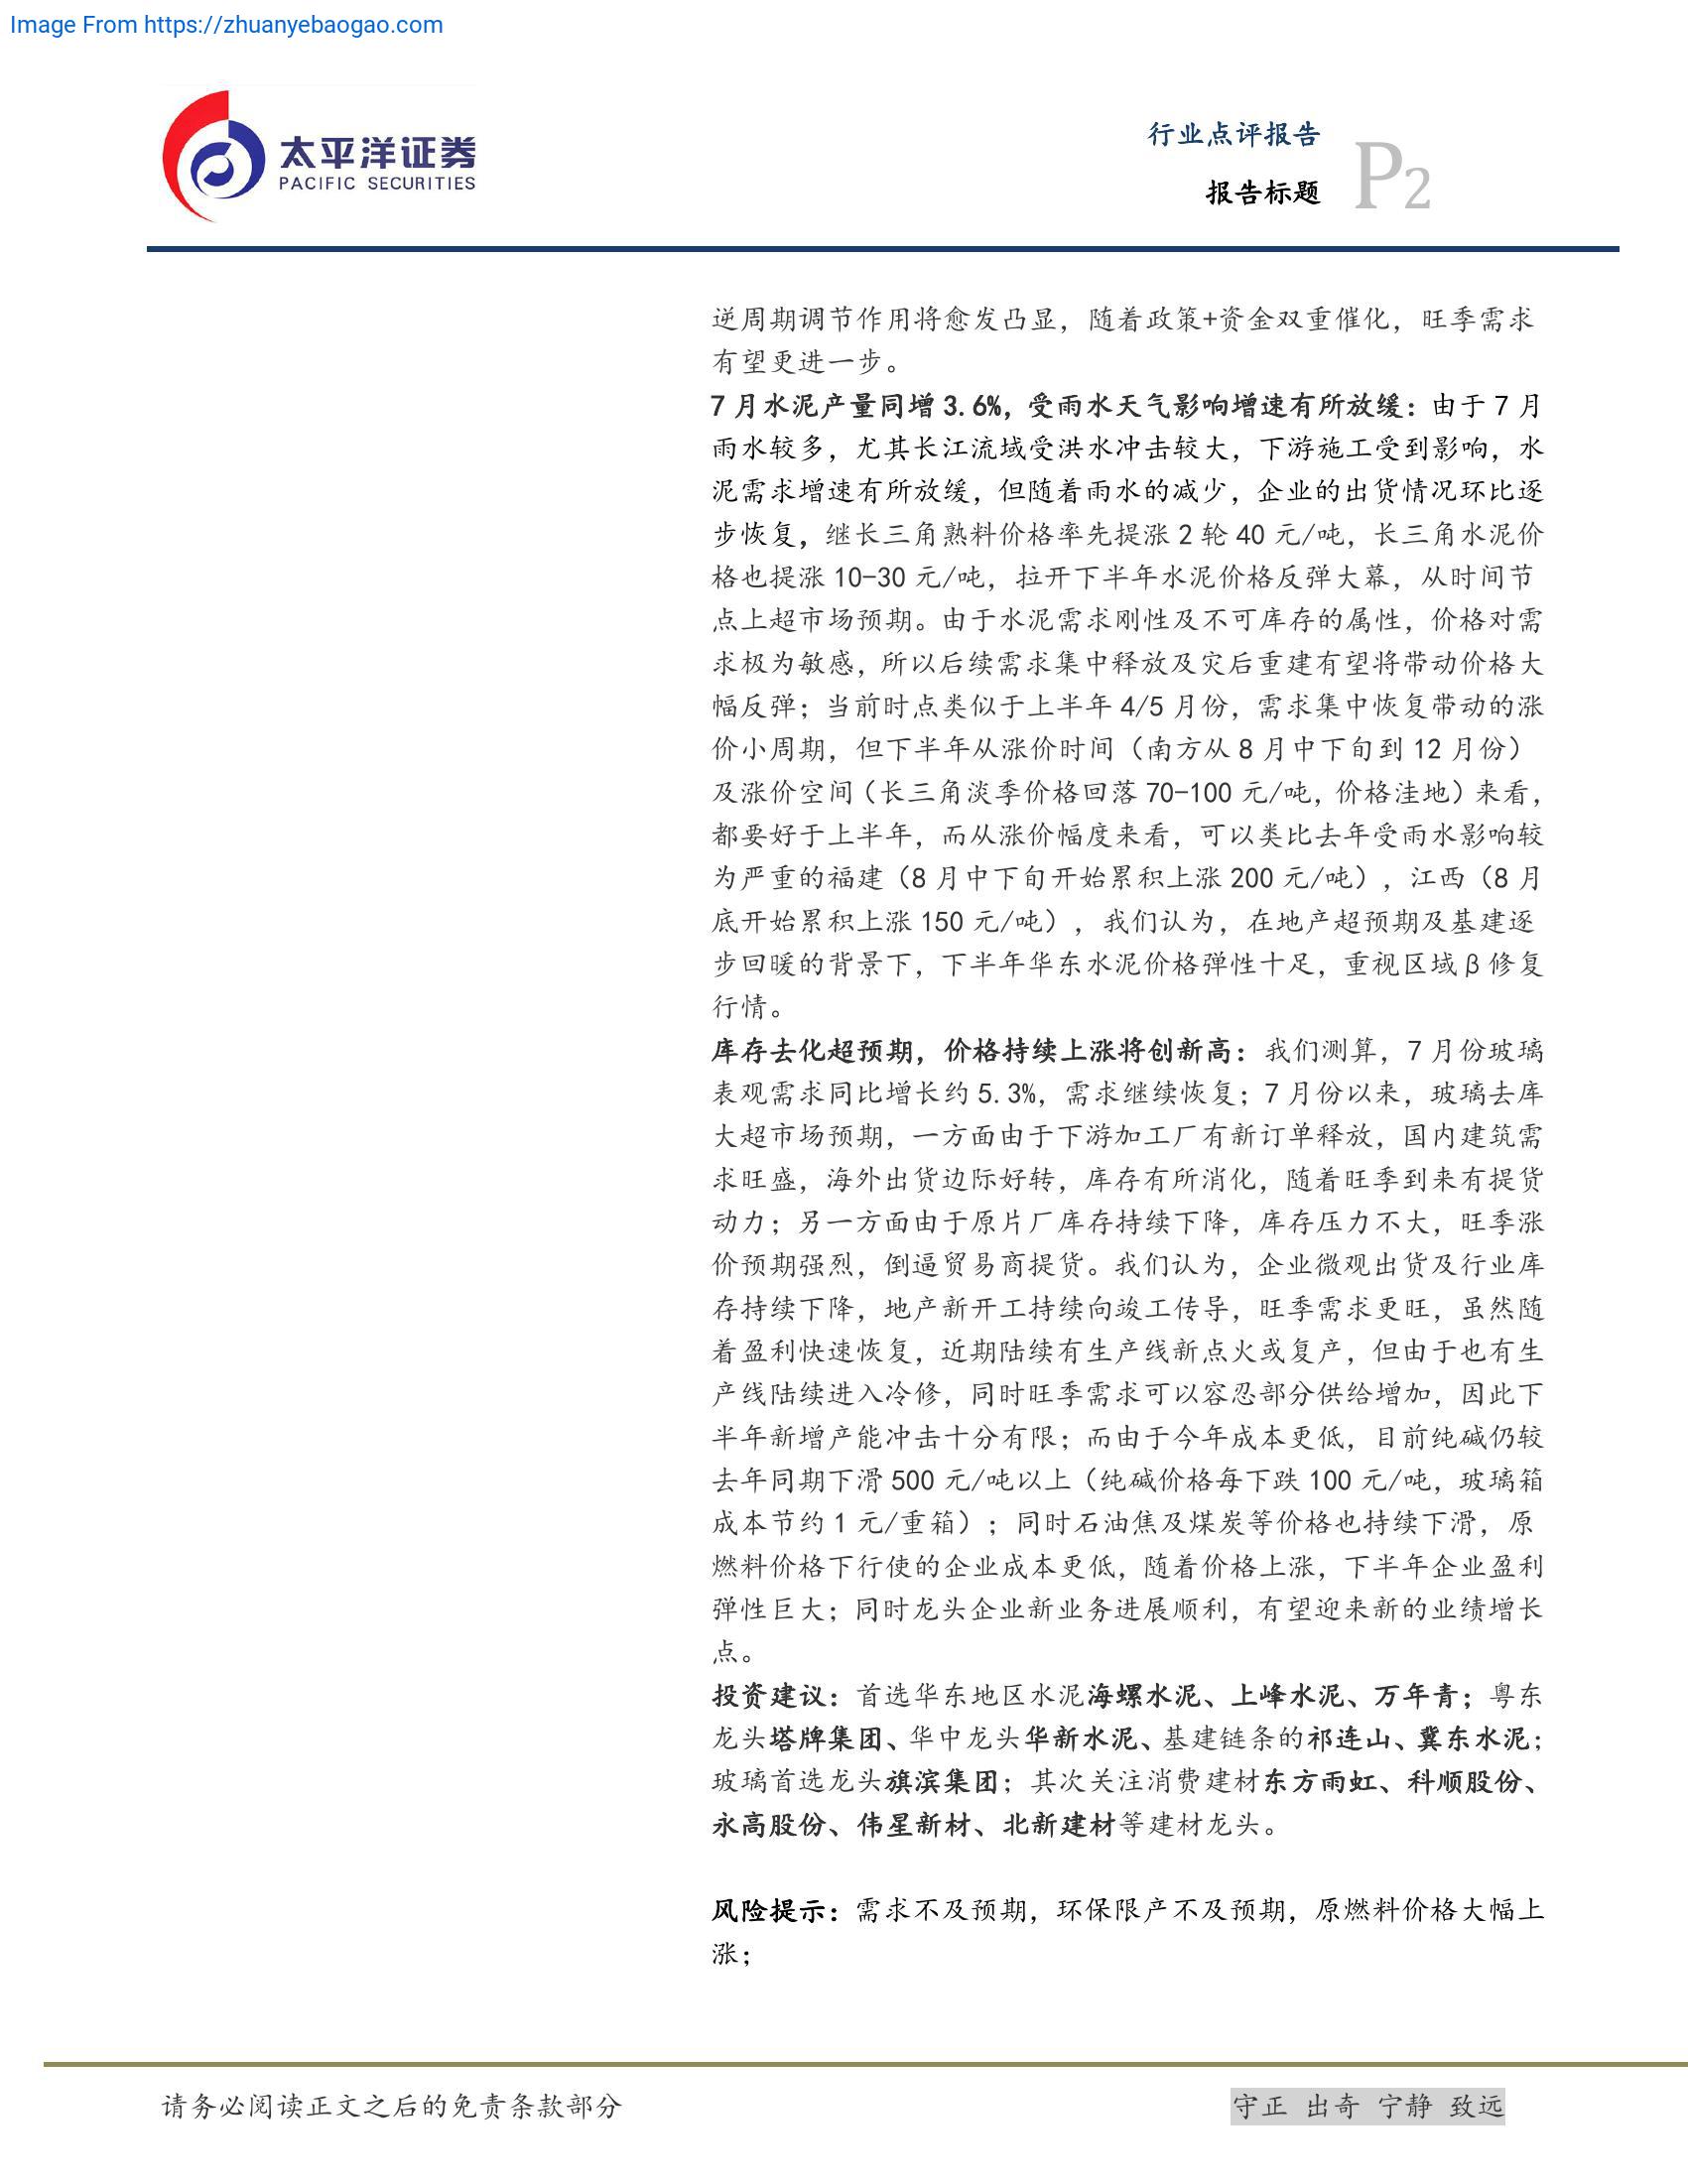 Image From https://zhuanyebaogao.com
太平洋证券
PACIFIC SECURITIES
行业点评报告
报告标题
P2
逆周期调节作用将愈发凸显，随着政策+资金双重催化，旺季需求
有望更进一步。
7 月水泥产量同增 3.6%，受雨水天气影响增速有所放缓：由于 7 月
雨水较多，尤其长江流域受洪水冲击较大，下游施工受到影响，水
泥需求增速有所放缓，但随着雨水的减少，企业的出货情况环比逐
步恢复，继长三角熟料价格率先提涨 2 轮 40 元/吨，长三角水泥价
格也提涨 10-30 元/吨，拉开下半年水泥价格反弹大幕，从时间节
点上超市场预期。由于水泥需求刚性及不可库存的属性，价格对需
求极为敏感，所以后续需求集中释放及灾后重建有望将带动价格大
幅反弹；当前时点类似于上半年 4/5 月份，需求集中恢复带动的涨
价小周期，但下半年从涨价时间（南方从 8 月中下旬到 12 月份）
及涨价空间（长三角淡季价格回落 70-100 元/吨，价格洼地）来看，
都要好于上半年，而从涨价幅度来看，可以类比去年受雨水影响较
为严重的福建（8 月中下旬开始累积上涨 200 元/吨），江西（8 月
底开始累积上涨 150 元/吨），我们认为，在地产超预期及基建逐
步回暖的背景下，下半年华东水泥价格弹性十足，重视区域 β 修复
行情。
库存去化超预期，价格持续上涨将创新高：我们测算，7 月份玻璃
表观需求同比增长约 5.3%，需求继续恢复；7 月份以来，玻璃去库
大超市场预期，一方面由于下游加工厂有新订单释放，国内建筑需
求旺盛，海外出货边际好转，库存有所消化，随着旺季到来有提货
动力；另一方面由于原片厂库存持续下降，库存压力不大，旺季涨
价预期强烈，倒逼贸易商提货。我们认为，企业微观出货及行业库
存持续下降，地产新开工持续向竣工传导，旺季需求更旺，虽然随
着盈利快速恢复，近期陆续有生产线新点火或复产，但由于也有生
产线陆续进入冷修，同时旺季需求可以容忍部分供给增加，因此下
半年新增产能冲击十分有限；而由于今年成本更低，目前纯碱仍较
去年同期下滑 500 元/吨以上（纯碱价格每下跌 100 元/吨，玻璃箱
成本节约 1 元/重箱）；同时石油焦及煤炭等价格也持续下滑，原
燃料价格下行使的企业成本更低，随着价格上涨，下半年企业盈利
弹性巨大；同时龙头企业新业务进展顺利，有望迎来新的业绩增长
点。
投资建议：首选华东地区水泥海螺水泥、上峰水泥、万年青；粤东
龙头塔牌集团、华中龙头华新水泥、基建链条的祁连山、冀东水泥；
玻璃首选龙头旗滨集团；其次关注消费建材东方雨虹、科顺股份、
永高股份、伟星新材、北新建材等建材龙头。
风险提示：需求不及预期，环保限产不及预期，原燃料价格大幅上
涨；
请务必阅读正文之后的免责条款部分
守正 出奇 宁静 致远